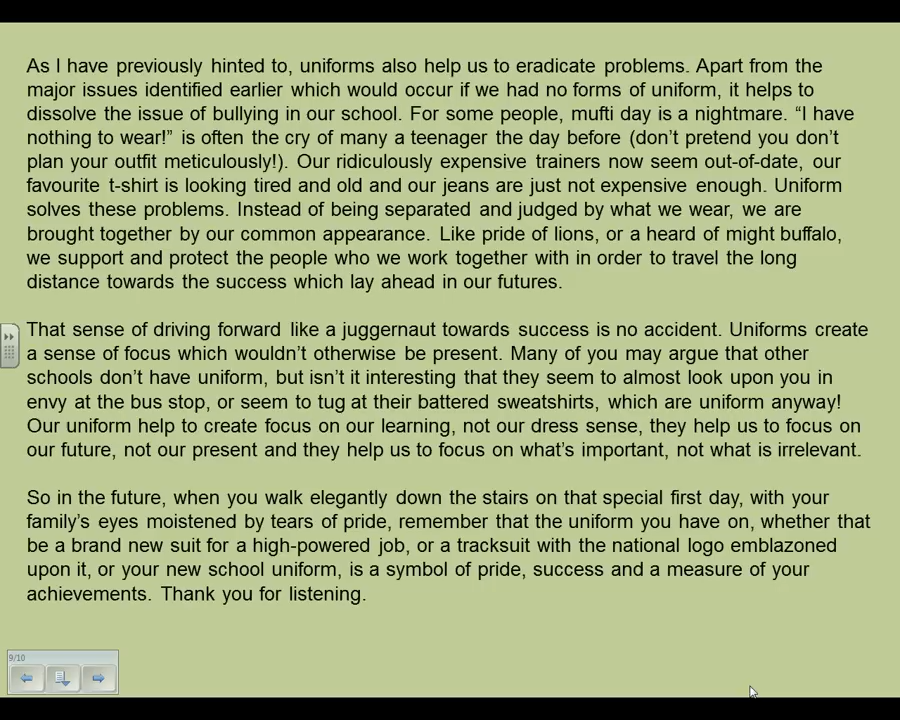 As I have previously hinted to, uniforms also help us to eradicate problems. Apart from the
major issues identified earlier which would occur if we had no forms of uniform, it helps to
dissolve the issue of bullying in our school. For some people, mufti day is a nightmare. “I have
nothing to wear!” is often the cry of many a teenager the day before (don’t pretend you don’t
plan your outfit meticulously!). Our ridiculously expensive trainers now seem out-of-date, our
favourite t-shirt is looking tired and old and our jeans are just not expensive enough. Uniform
solves these problems. Instead of being separated and judged by what we wear, we are
brought together by our common appearance. Like pride of lions, or a heard of might buffalo,
we support and protect the people who we work together with in order to travel the long
distance towards the success which lay ahead in our futures.
That sense of driving forward like a juggernaut towards success is no accident. Uniforms create
a sense of focus which wouldn’t otherwise be present. Many of you may argue that other
schools don’t have uniform, but isn’t it interesting that they seem to almost look upon you in
envy at the bus stop, or seem to tug at their battered sweatshirts, which are uniform anyway!
Our uniform help to create focus on our learning, not our dress sense, they help us to focus on
our future, not our present and they help us to focus on what’s important, not what is irrelevant.
So in the future, when you walk elegantly down the stairs on that special first day, with your
family’s eyes moistened by tears of pride, remember that the uniform you have on, whether that
be a brand new suit for a high-powered job, or a tracksuit with the national logo emblazoned
upon it, or your new school uniform, is a symbol of pride, success and a measure of your
achievements. Thank you for listening.
9/10